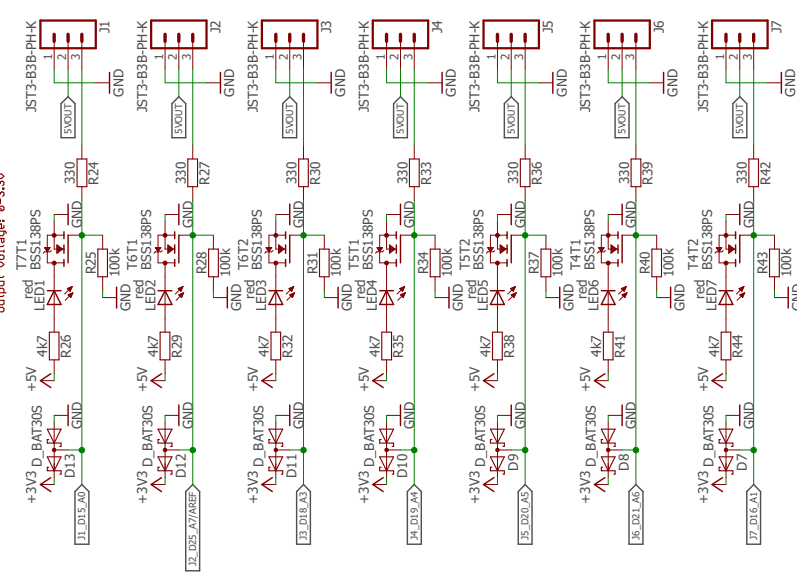 J1
JST3-B3B-PH-K
1
2
3
GND
5VOUT
330
R24
GND
T7T1
BSS138PS
R25
100k
GND
red
LED1
4k7
R26
+5V
D_BAT30S
GND
+3V3
D13
J1_D15_A0
J2
JST3-B3B-PH-K
1
2
3
GND
5VOUT
330
R27
GND
T6T1
BSS138PS
R28
100k
GND
red
LED2
4k7
R29
+5V
D_BAT30S
GND
+3V3
D12
J2_D25_A7/AREF
J3
JST3-B3B-PH-K
1
2
3
GND
5VOUT
330
R30
GND
T6T2
BSS138PS
R31
100k
GND
red
LED3
4k7
R32
+5V
D_BAT30S
GND
+3V3
D11
J3_D18_A3
J4
JST3-B3B-PH-K
1
2
3
GND
5VOUT
330
R33
GND
T5T1
BSS138PS
R34
100k
GND
red
LED4
4k7
R35
+5V
D_BAT30S
GND
+3V3
D10
J4_D19_A4
J5
JST3-B3B-PH-K
1
2
3
GND
5VOUT
330
R36
GND
T5T2
BSS138PS
R37
100k
GND
red
LED5
4k7
R38
+5V
D_BAT30S
GND
+3V3
D9
J5_D20_A5
J6
JST3-B3B-PH-K
1
2
3
GND
5VOUT
330
R39
GND
T4T1
BSS138PS
R40
100k
GND
red
LED6
4k7
R41
+5V
D_BAT30S
GND
+3V3
D8
J6_D21_A6
J7
JST3-B3B-PH-K
1
2
3
GND
5VOUT
330
R42
GND
T4T2
BSS138PS
R43
100k
GND
red
LED7
4k7
R44
+5V
D_BAT30S
GND
+3V3
D7
J7_D16_A1